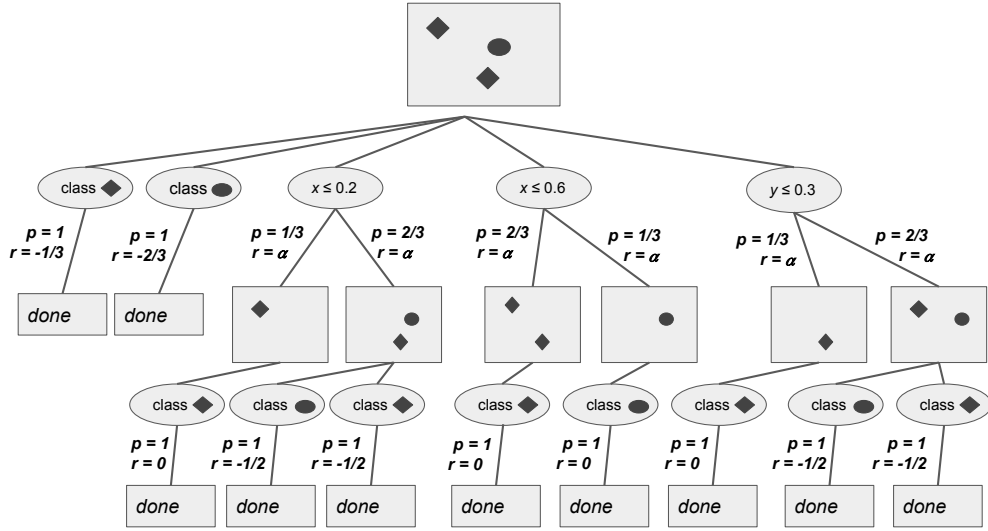 class
class
x ≤ 0.2
x ≤ 0.6
y ≤ 0.3
p = 1
r = -1/3
p = 1
r = -2/3
p = 1/3
r = α
p = 2/3
r = α
p = 2/3
r = α
p = 1/3
r = α
p = 1/3
r = α
p = 2/3
r = α
done
done
class
class
class
class
class
class
class
class
p = 1
r = 0
p = 1
r = -1/2
p = 1
r = -1/2
p = 1
r = 0
p = 1
r = 0
p = 1
r = 0
p = 1
r = -1/2
p = 1
r = -1/2
done
done
done
done
done
done
done
done